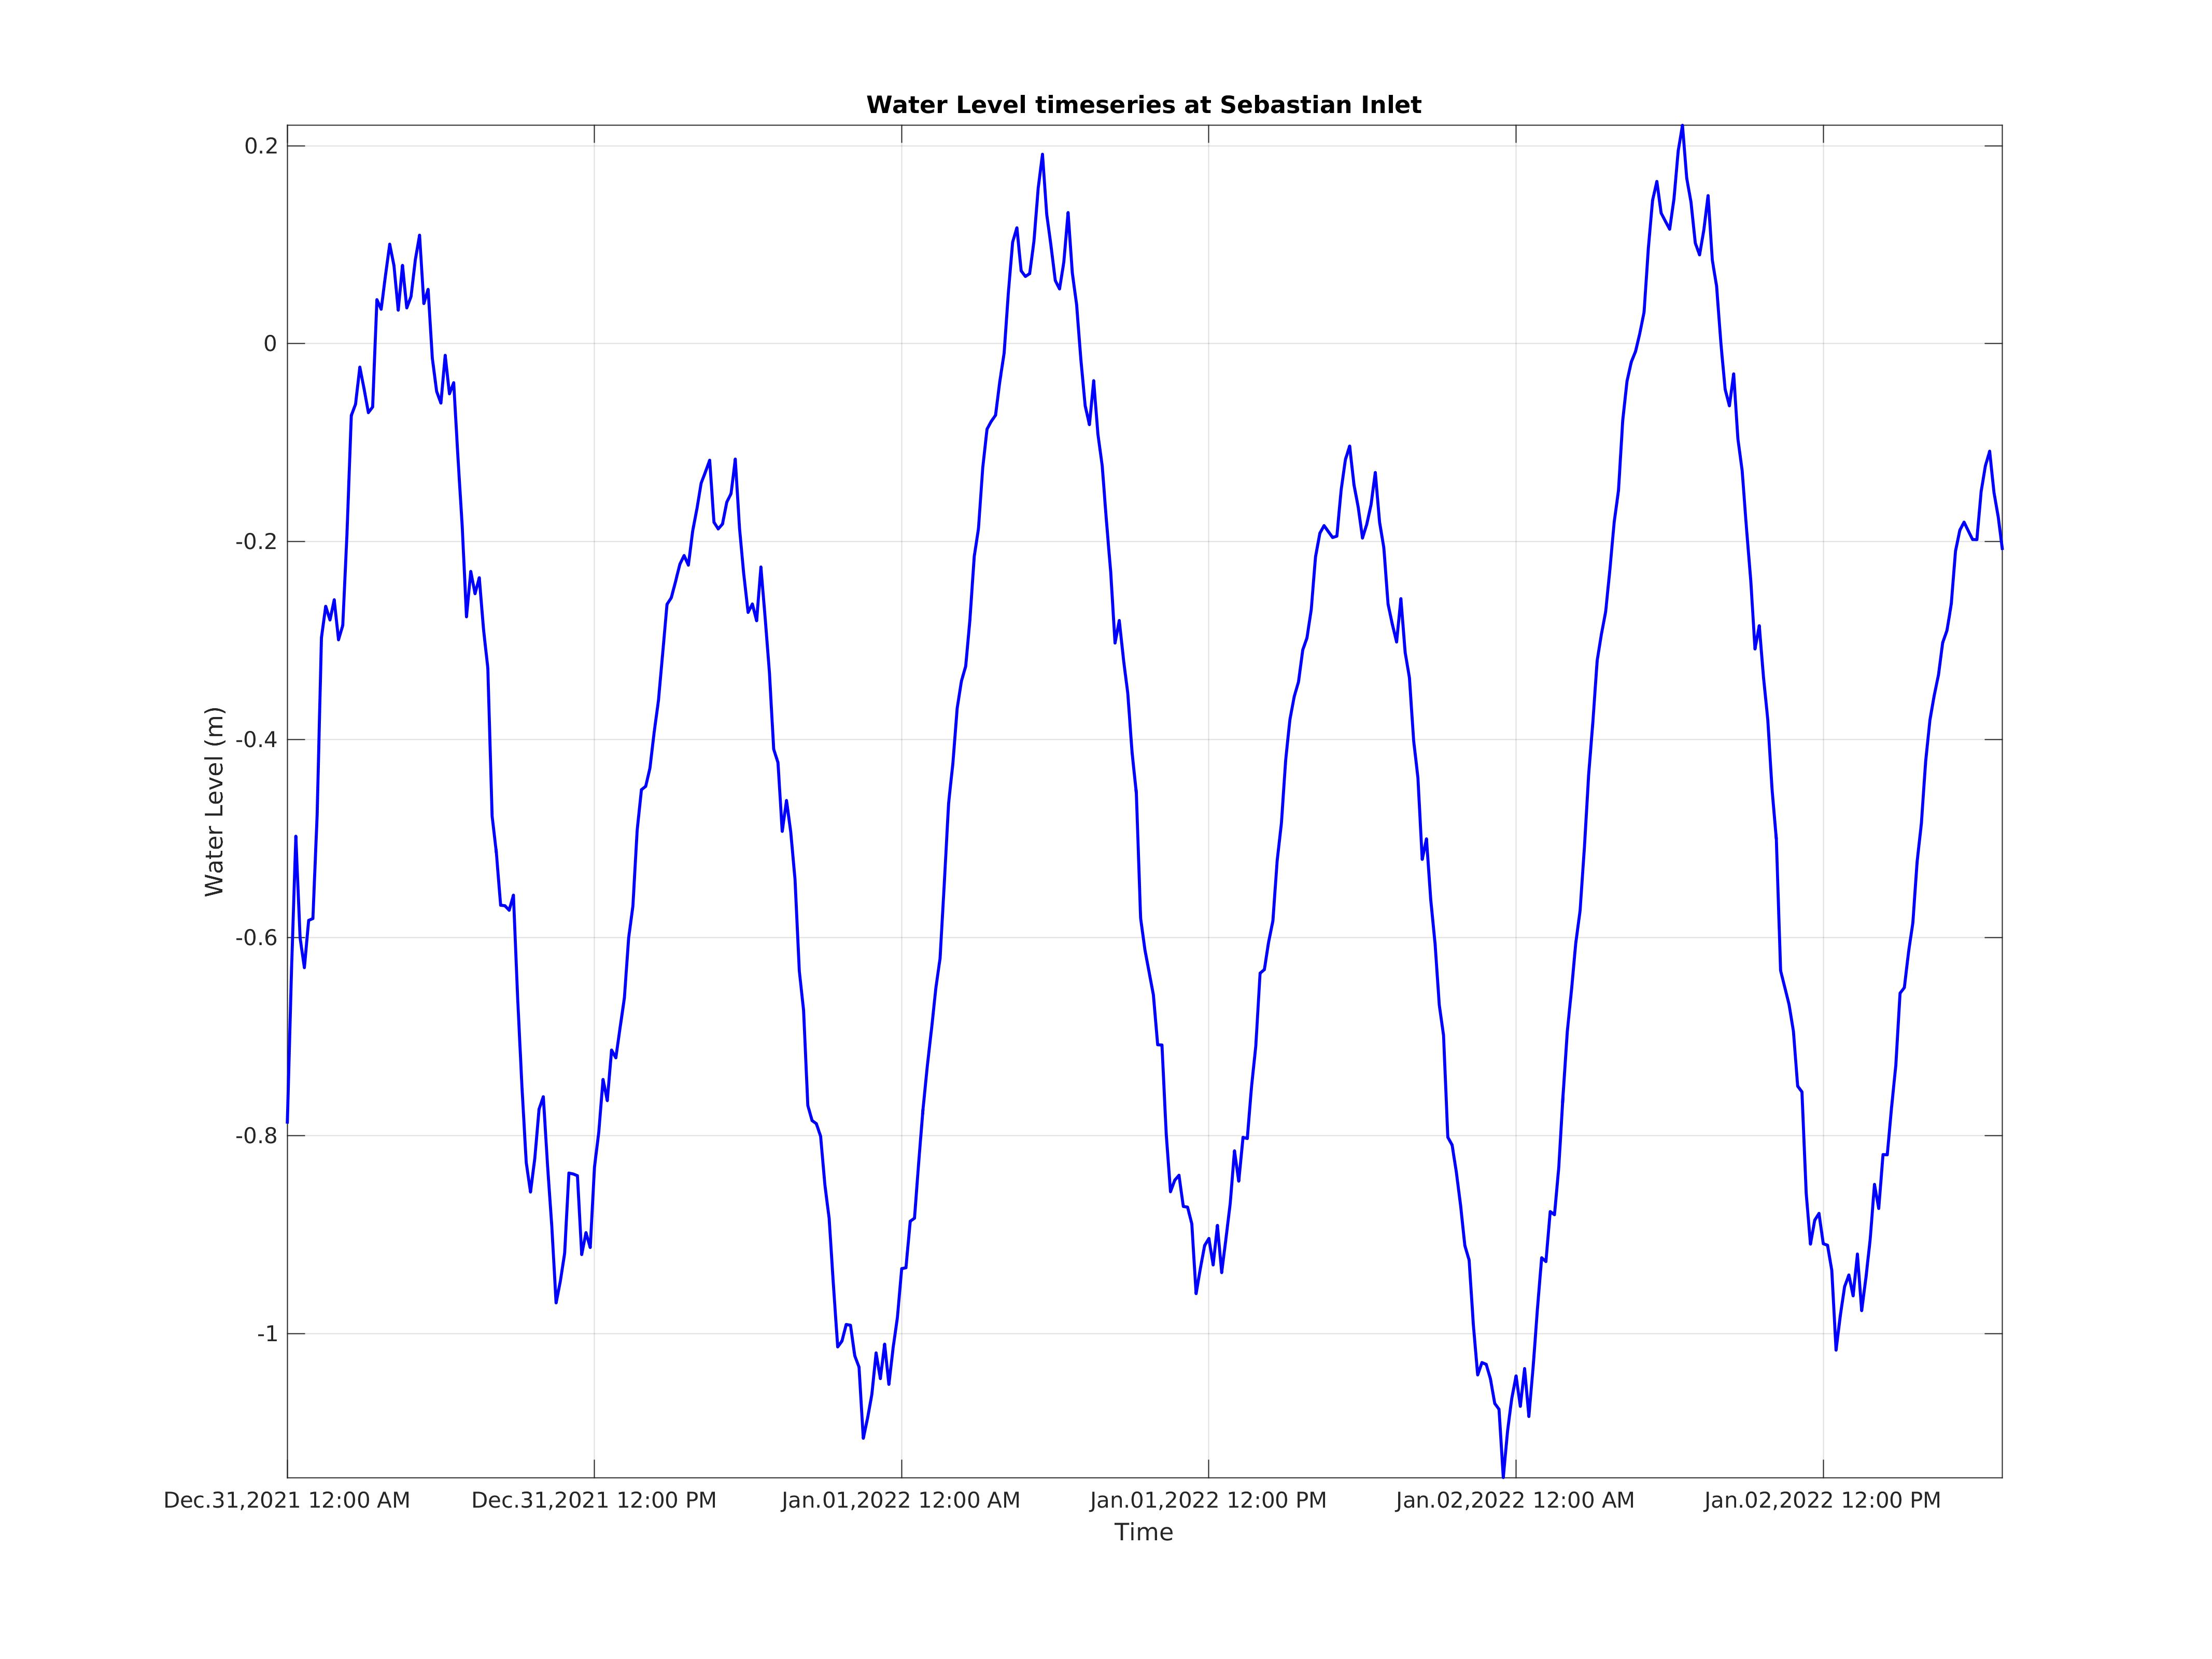 Water Level timeseries at Sebastian Inlet
0.2
0
-0.2
-0.4
-0.6
-0.8
-1
Water Level (m)
Dec.31,2021 12:00 AM
Dec.31,2021 12:00 PM
Jan.01,2022 12:00 AM
Jan.01,2022 12:00 PM
Jan.02,2022 12:00 AM
Jan.02,2022 12:00 PM
Time